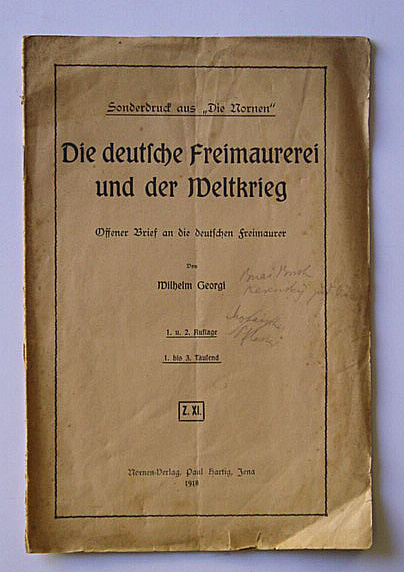 Sonderdruck aus „Die Nornen"
Die deutsche Freimaurerei
und der Weltkrieg
Offener Brief an die deutschen Freimaurer
Von
Wilhelm Georgi
1. u. 2. Auflage
1. bis 3. Tausend
Z. XI.
Nornen-Verlag, Paul Hartig, Jena
1918